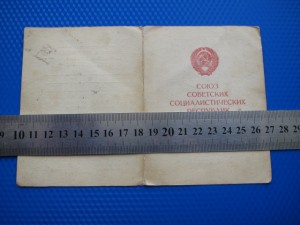 СОЮЗ
СОВЕТСКИХ
СОЦИАЛИСТИЧЕСКИХ
РЕСПУБЛИК
9 10 11 12 13 14 15 16 17 18 19 20 21 22 23 24 25 26 27 28 29